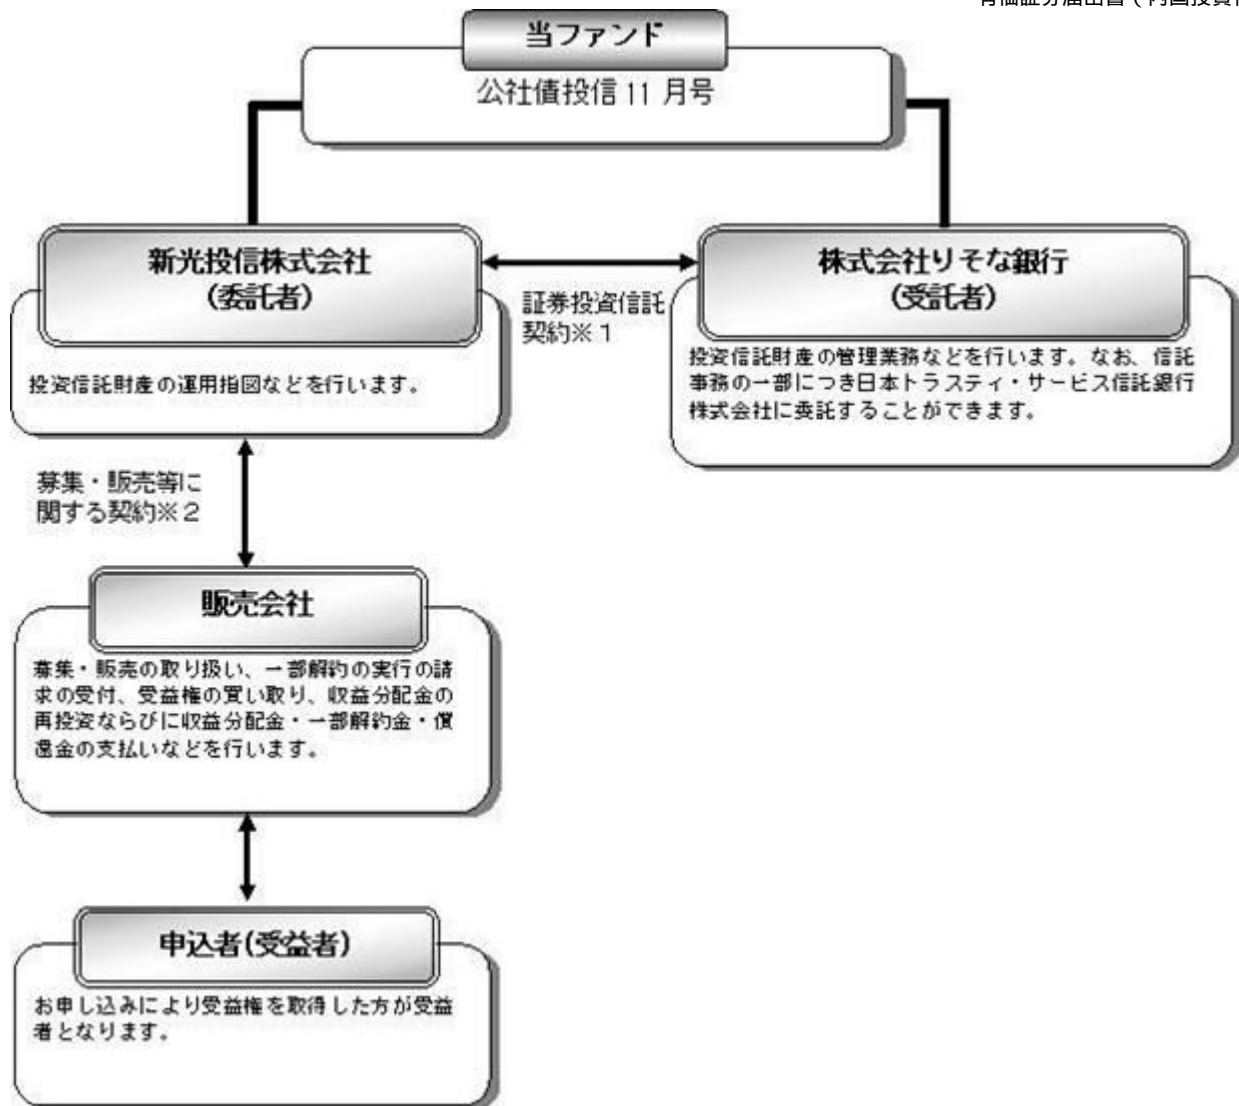 当ファンド
公社債投信11月号
新光投信株式会社
(委託者)
投資信託財産の運用指図などを行います。
証券投資信託
契約※1
株式会社りそな銀行
(受託者)
投資信託財産の管理業務などを行います。なお、信託
事務の一部につき日本トラスティ・サービス信託銀行
株式会社に委託することができます。
募集・販売等に
関する契約※2
販売会社
募集・販売の取り扱い、一部解約の実行の請
求の受付、受益権の買い取り、収益分配金の
再投資ならびに収益分配金・一部解約金・償
還金の支払いなどを行います。
申込者(受益者)
お申し込みにより受益権を取得した方が受益
者となります。